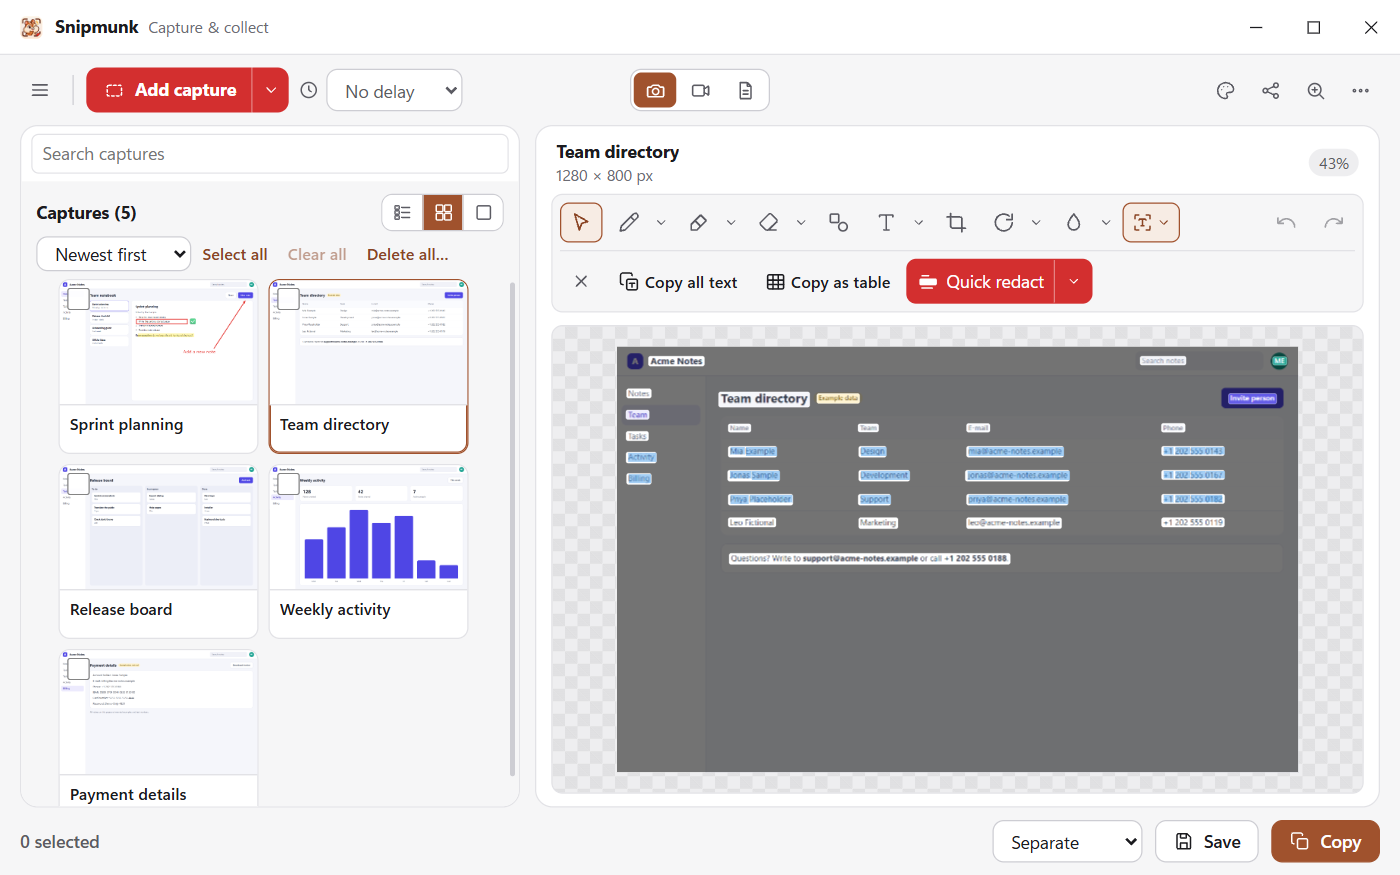 Snipmunk Capture & collect
Add capture
No delay
Search captures
Captures (5)
Newest first
Select all
Clear all
Delete all...
Sprint planning
Team directory
Release board
Weekly activity
Payment details
0 selected
Team directory
1280 × 800 px
43%
Copy all text
Copy as table
Quick redact
A Acme Notes
Search notes
ME
Notes
Team
Tasks
Activity
Billing
Team directory
Example data
Invite person
Name Team E-mail Phone
Mia Example Design mia@acme-notes.example +1 202 555 0143
Jonas Sample Development jonas@acme-notes.example +1 202 555 0167
Priya Placeholder Support priya@acme-notes.example +1 202 555 0182
Leo Fictional Marketing leo@acme-notes.example +1 202 555 0119
Questions? Write to support@acme-notes.example or call +1 202 555 0188.
Separate
Save
Copy